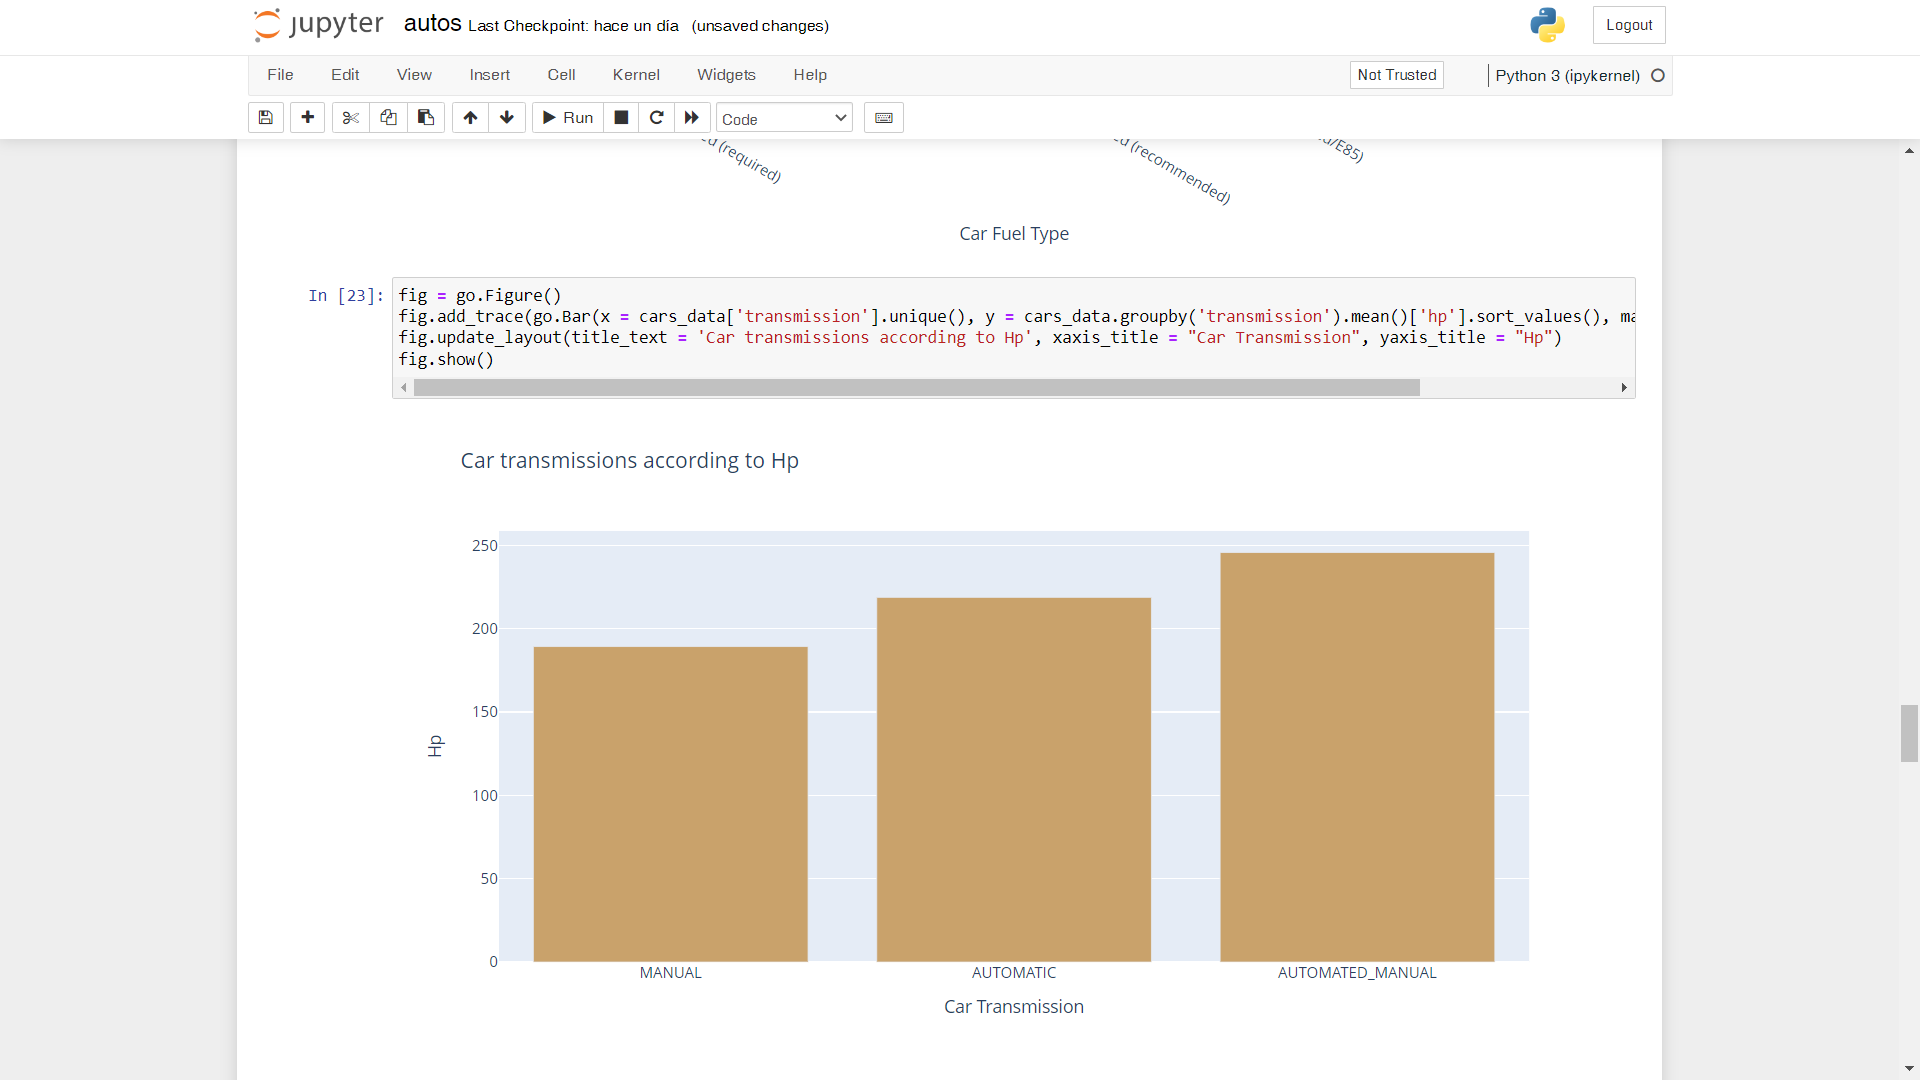 jupyter autos Last Checkpoint: hace un día (unsaved changes) Logout
File Edit View Insert Cell Kernel Widgets Help Not Trusted Python 3 (ipykernel)
Run Code
(required) (recommended) /E85)
Car Fuel Type
In [23]: fig = go.Figure()
fig.add_trace(go.Bar(x = cars_data['transmission'].unique(), y = cars_data.groupby('transmission').mean()['hp'].sort_values(), ma
fig.update_layout(title_text = 'Car transmissions according to Hp', xaxis_title = "Car Transmission", yaxis_title = "Hp")
fig.show()
Car transmissions according to Hp
250
200
150
Hp
100
50
0
MANUAL AUTOMATIC AUTOMATED_MANUAL
Car Transmission